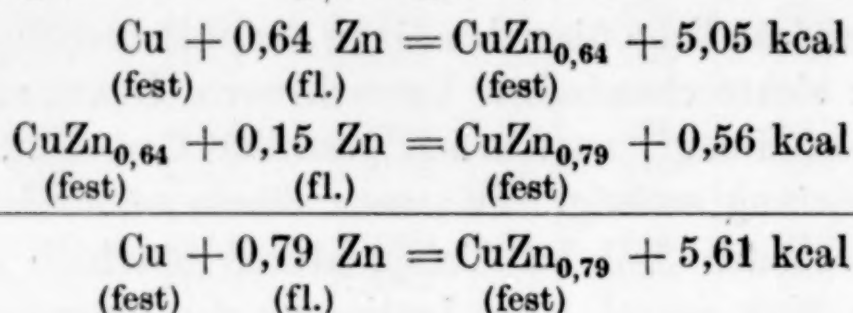 Cu + 0,64 Zn = CuZn₀,₆₄ + 5,05 kcal
(fest) (fl.) (fest)
CuZn₀,₆₄ + 0,15 Zn = CuZn₀,₇₉ + 0,56 kcal
(fest) (fl.) (fest)
Cu + 0,79 Zn = CuZn₀,₇₉ + 5,61 kcal
(fest) (fl.) (fest)